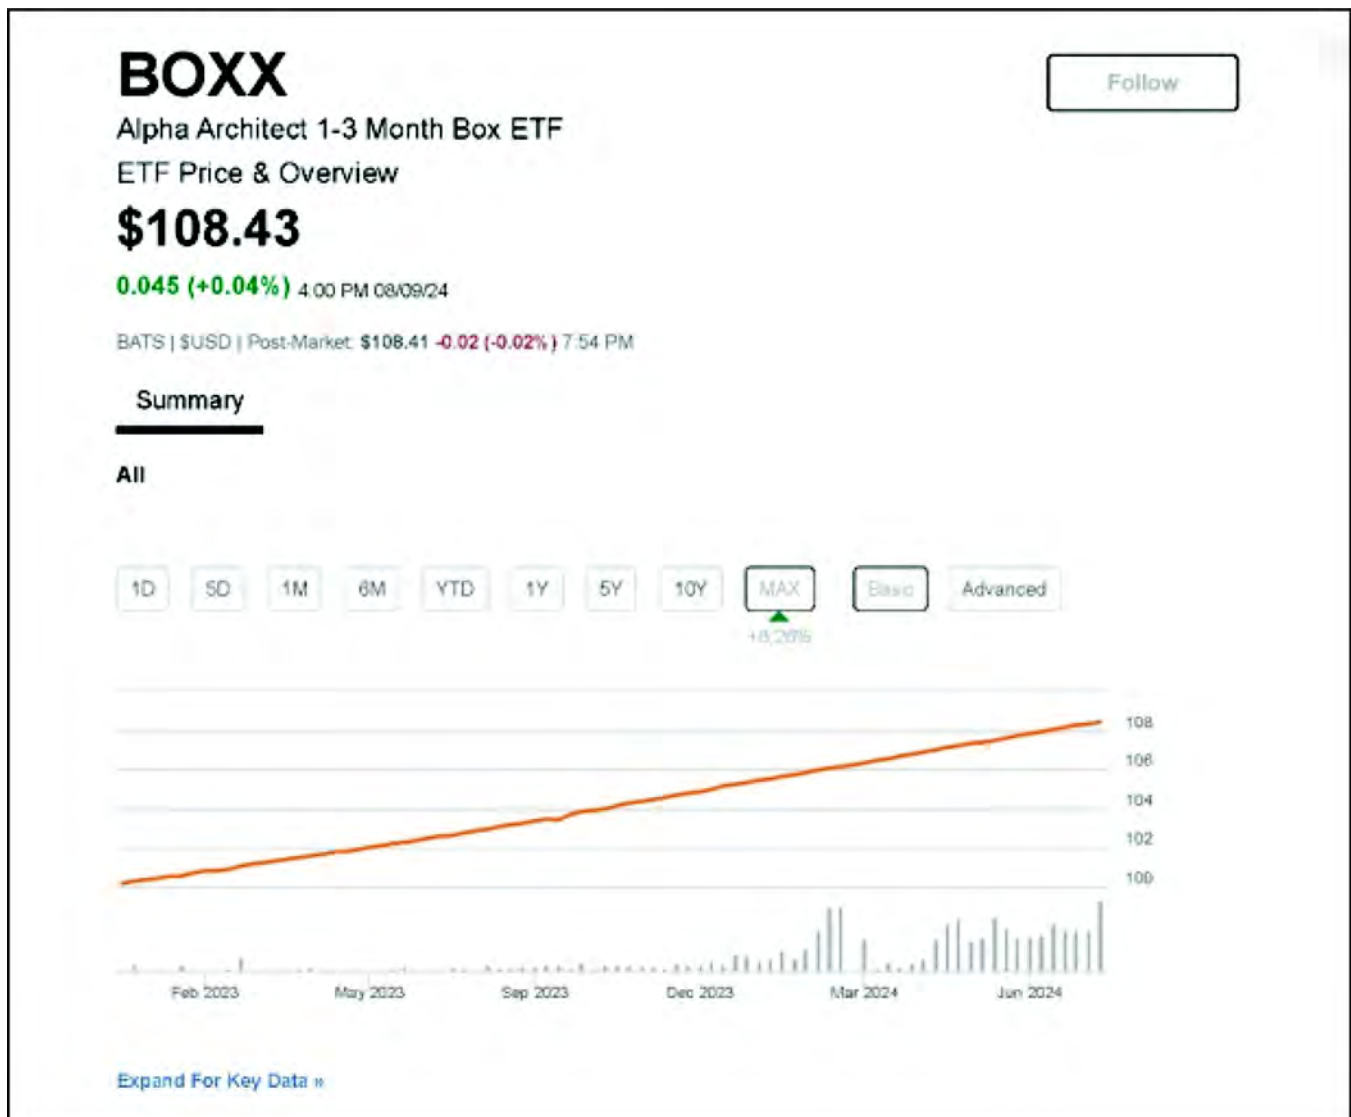 BOXX
Follow
Alpha Architect 1-3 Month Box ETF
ETF Price & Overview
$108.43
0.045 (+0.04%) 4:00 PM 08/09/24
BATS | $USD | Post-Market: $108.41 -0.02 (-0.02%) 7:54 PM
Summary
All
1D 5D 1M 6M YTD 1Y 5Y 10Y MAX Basic Advanced
+8.26%
108
106
104
102
100
Feb 2023 May 2023 Sep 2023 Dec 2023 Mar 2024 Jun 2024
Expand For Key Data »